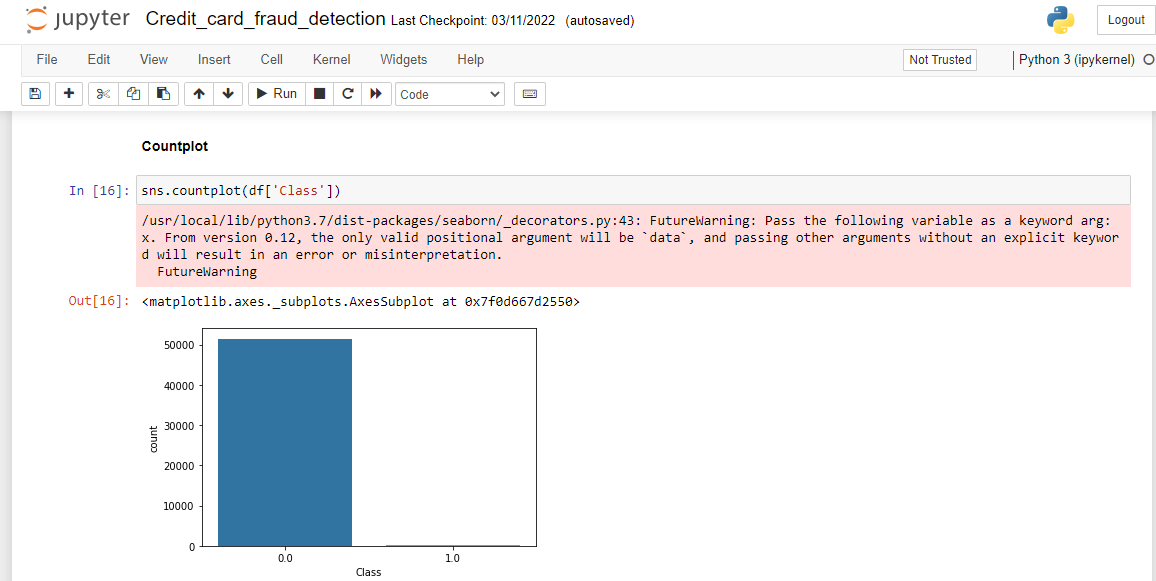 jupyter Credit_card_fraud_detection Last Checkpoint: 03/11/2022 (autosaved)
Logout
File Edit View Insert Cell Kernel Widgets Help
Not Trusted
Python 3 (ipykernel)
Run
Code
Countplot
In [16]: sns.countplot(df['Class'])
/usr/local/lib/python3.7/dist-packages/seaborn/_decorators.py:43: FutureWarning: Pass the following variable as a keyword arg:
x. From version 0.12, the only valid positional argument will be `data`, and passing other arguments without an explicit keywor
d will result in an error or misinterpretation.
FutureWarning
Out[16]: <matplotlib.axes._subplots.AxesSubplot at 0x7f0d667d2550>
50000
40000
30000
20000
10000
0
count
0.0 1.0
Class